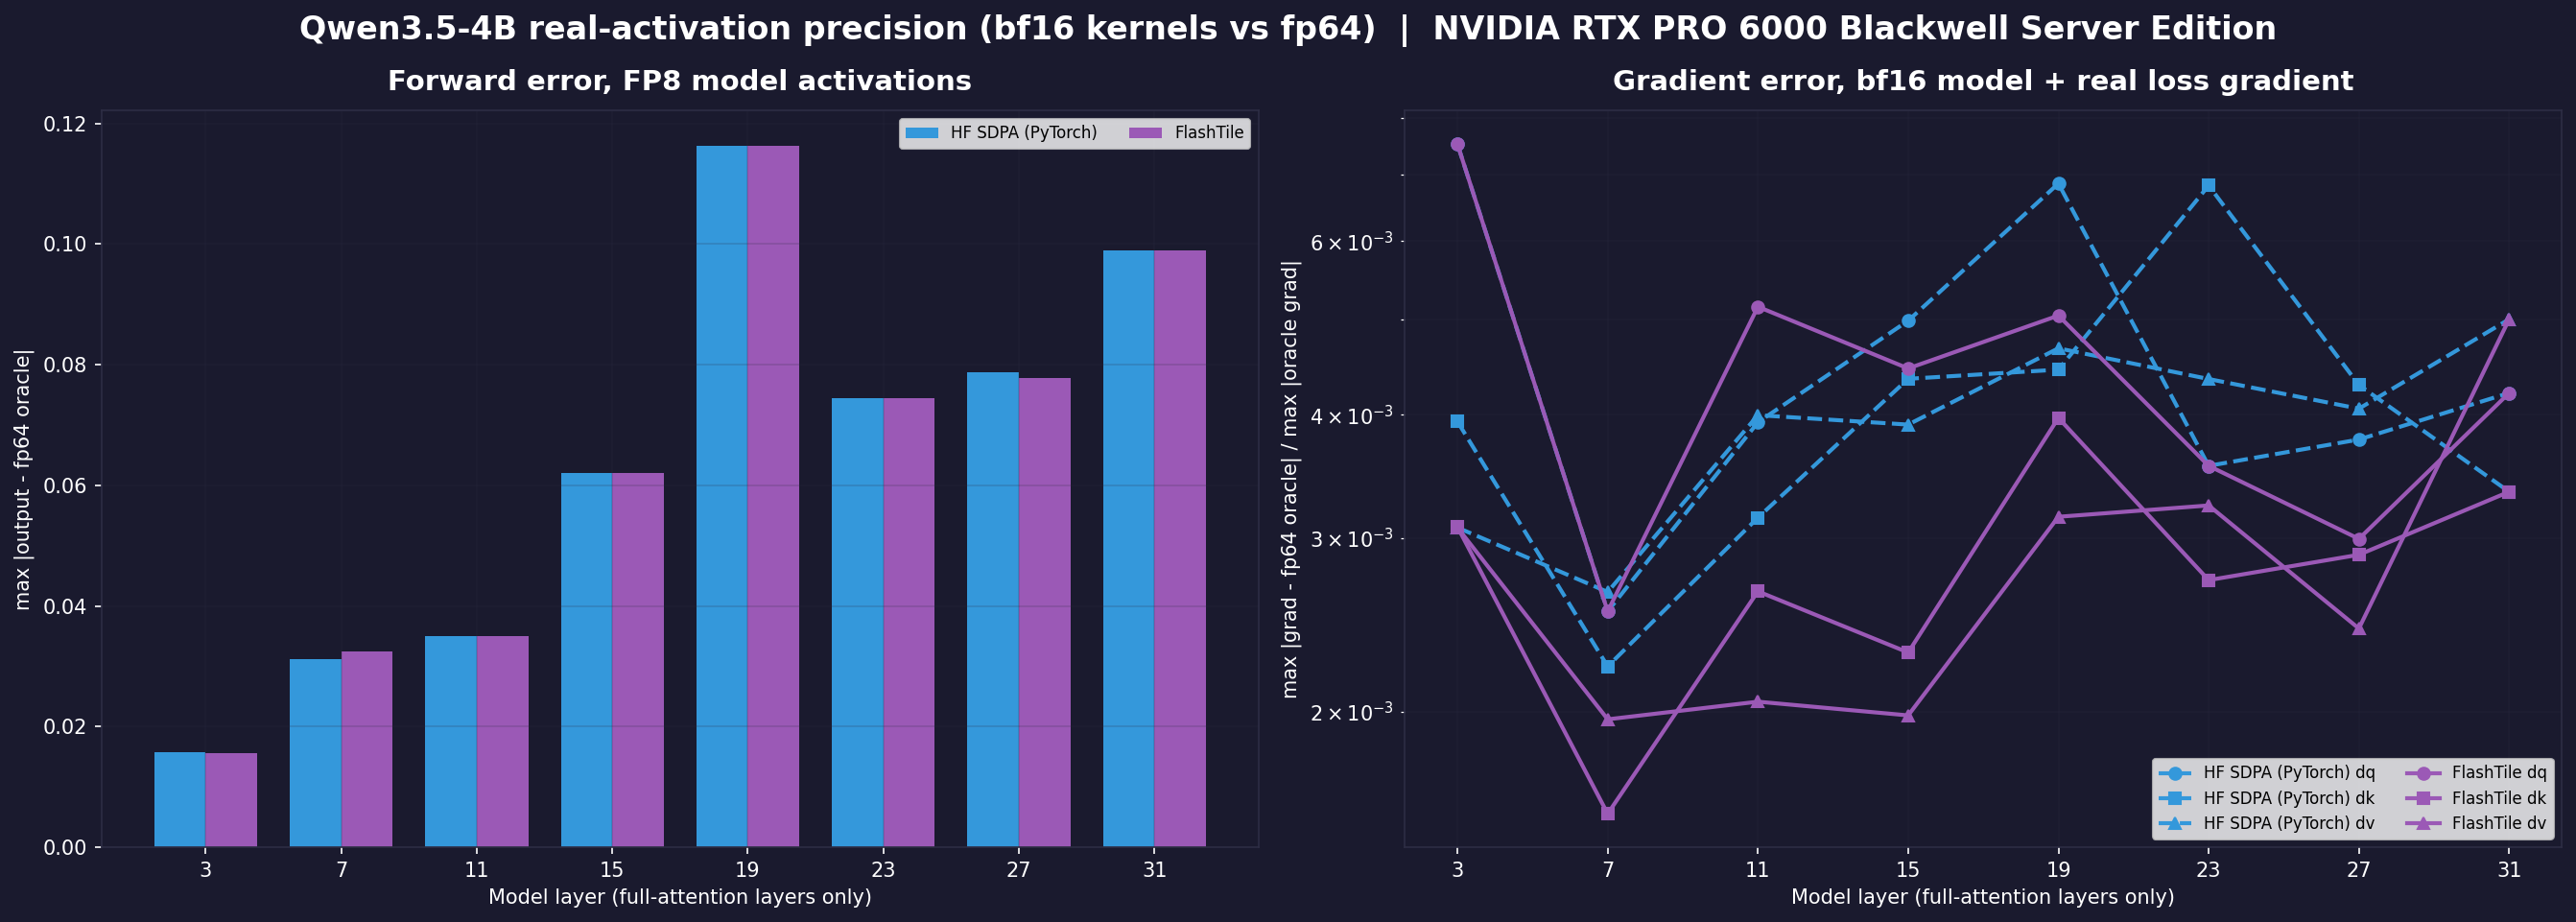 Qwen3.5-4B real-activation precision (bf16 kernels vs fp64) | NVIDIA RTX PRO 6000 Blackwell Server Edition
Forward error, FP8 model activations
HF SDPA (PyTorch)
FlashTile
max |output - fp64 oracle|
0.12
0.10
0.08
0.06
0.04
0.02
0.00
3
7
11
15
19
23
27
31
Model layer (full-attention layers only)
Gradient error, bf16 model + real loss gradient
max |grad - fp64 oracle| / max |oracle grad|
6 × 10⁻³
4 × 10⁻³
3 × 10⁻³
2 × 10⁻³
HF SDPA (PyTorch) dq
HF SDPA (PyTorch) dk
HF SDPA (PyTorch) dv
FlashTile dq
FlashTile dk
FlashTile dv
3
7
11
15
19
23
27
31
Model layer (full-attention layers only)